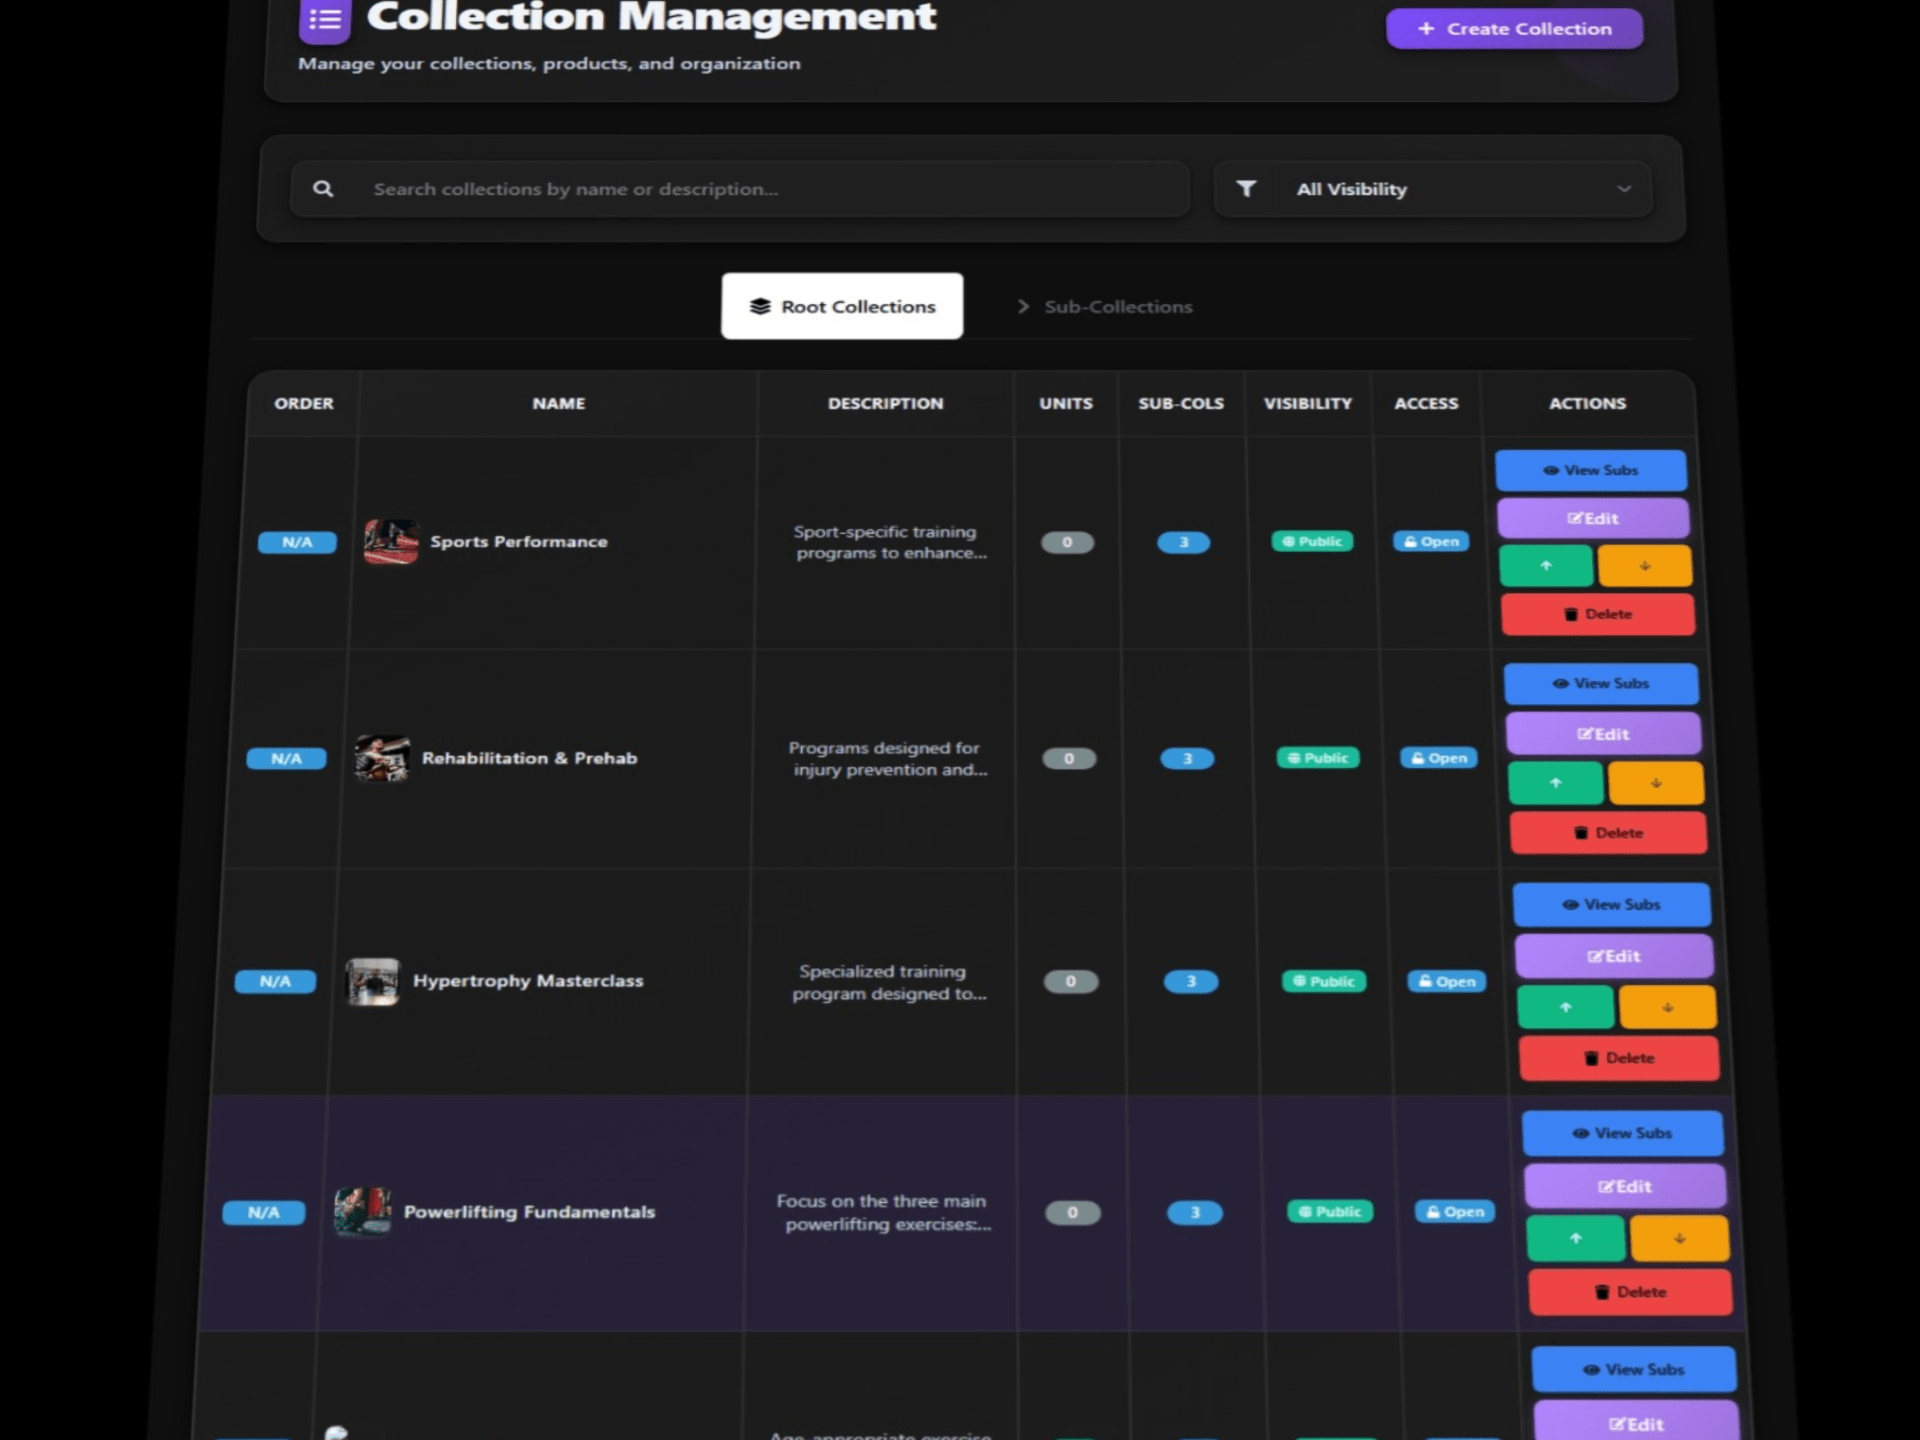 Collection Management
+ Create Collection
Manage your collections, products, and organization
Search collections by name or description...
All Visibility
Root Collections
Sub-Collections
ORDER NAME DESCRIPTION UNITS SUB-COLS VISIBILITY ACCESS ACTIONS
N/A
Sports Performance
Sport-specific training
programs to enhance...
0
3
Public
Open
View Subs
Edit
Delete
N/A
Rehabilitation & Prehab
Programs designed for
injury prevention and...
0
3
Public
Open
View Subs
Edit
Delete
N/A
Hypertrophy Masterclass
Specialized training
program designed to...
0
3
Public
Open
View Subs
Edit
Delete
N/A
Powerlifting Fundamentals
Focus on the three main
powerlifting exercises:...
0
3
Public
Open
View Subs
Edit
Delete
View Subs
Edit
Age-appropriate exercise